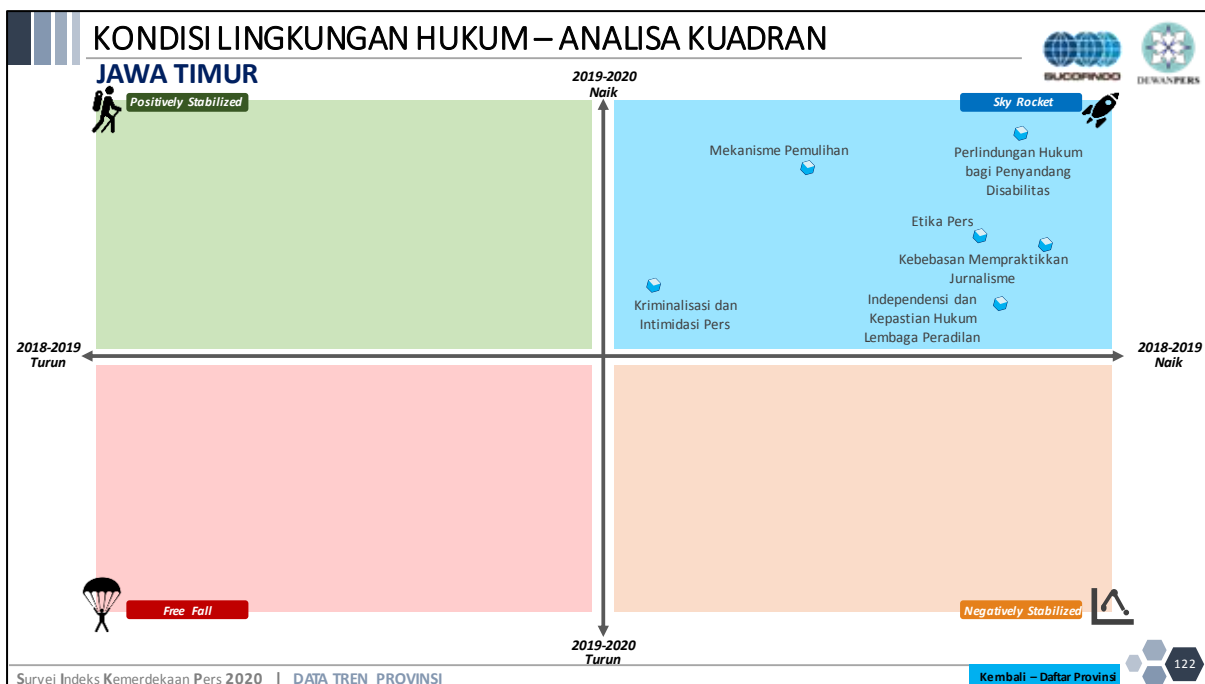 KONDISI LINGKUNGAN HUKUM – ANALISA KUADRAN
JAWA TIMUR
SUCOFINDO
DEWAN PERS
2019-2020
Naik
Positively Stabilized
Sky Rocket
Mekanisme Pemulihan
Perlindungan Hukum
bagi Penyandang
Disabilitas
Etika Pers
Kebebasan Mempraktikkan
Jurnalisme
Kriminalisasi dan
Intimidasi Pers
Independensi dan
Kepastian Hukum
Lembaga Peradilan
2018-2019
Turun
2018-2019
Naik
Free Fall
Negatively Stabilized
2019-2020
Turun
Survei Indeks Kemerdekaan Pers 2020 | DATA TREN PROVINSI
Kembali – Daftar Provinsi
122